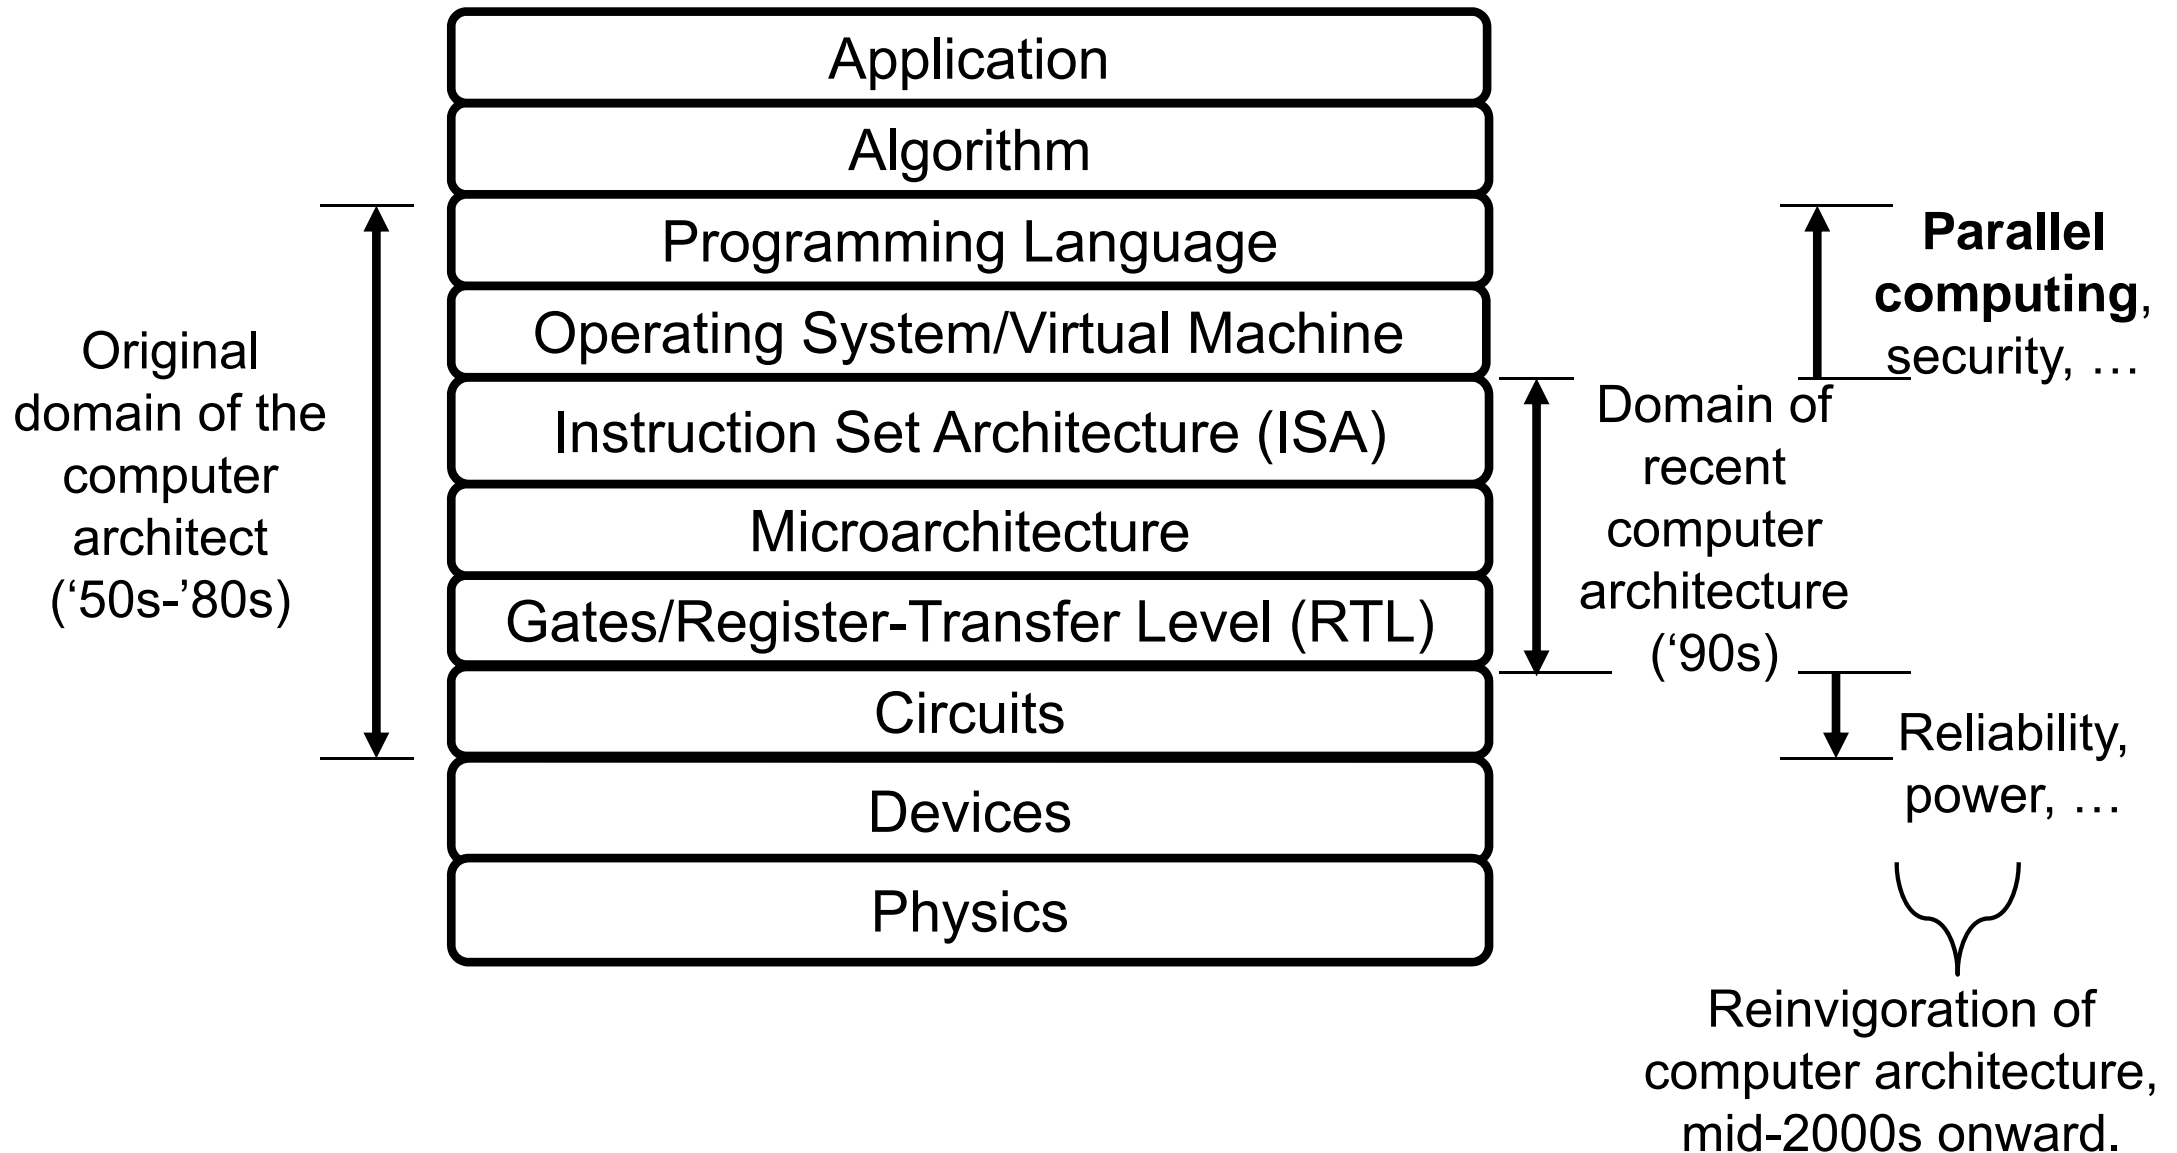 Application
Algorithm
Programming Language
Operating System/Virtual Machine
Instruction Set Architecture (ISA)
Microarchitecture
Gates/Register-Transfer Level (RTL)
Circuits
Devices
Physics
Original
domain of the
computer
architect
(‘50s-’80s)
Domain of
recent
computer
architecture
(‘90s)
Parallel
computing,
security, …
Reliability,
power, …
Reinvigoration of
computer architecture,
mid-2000s onward.